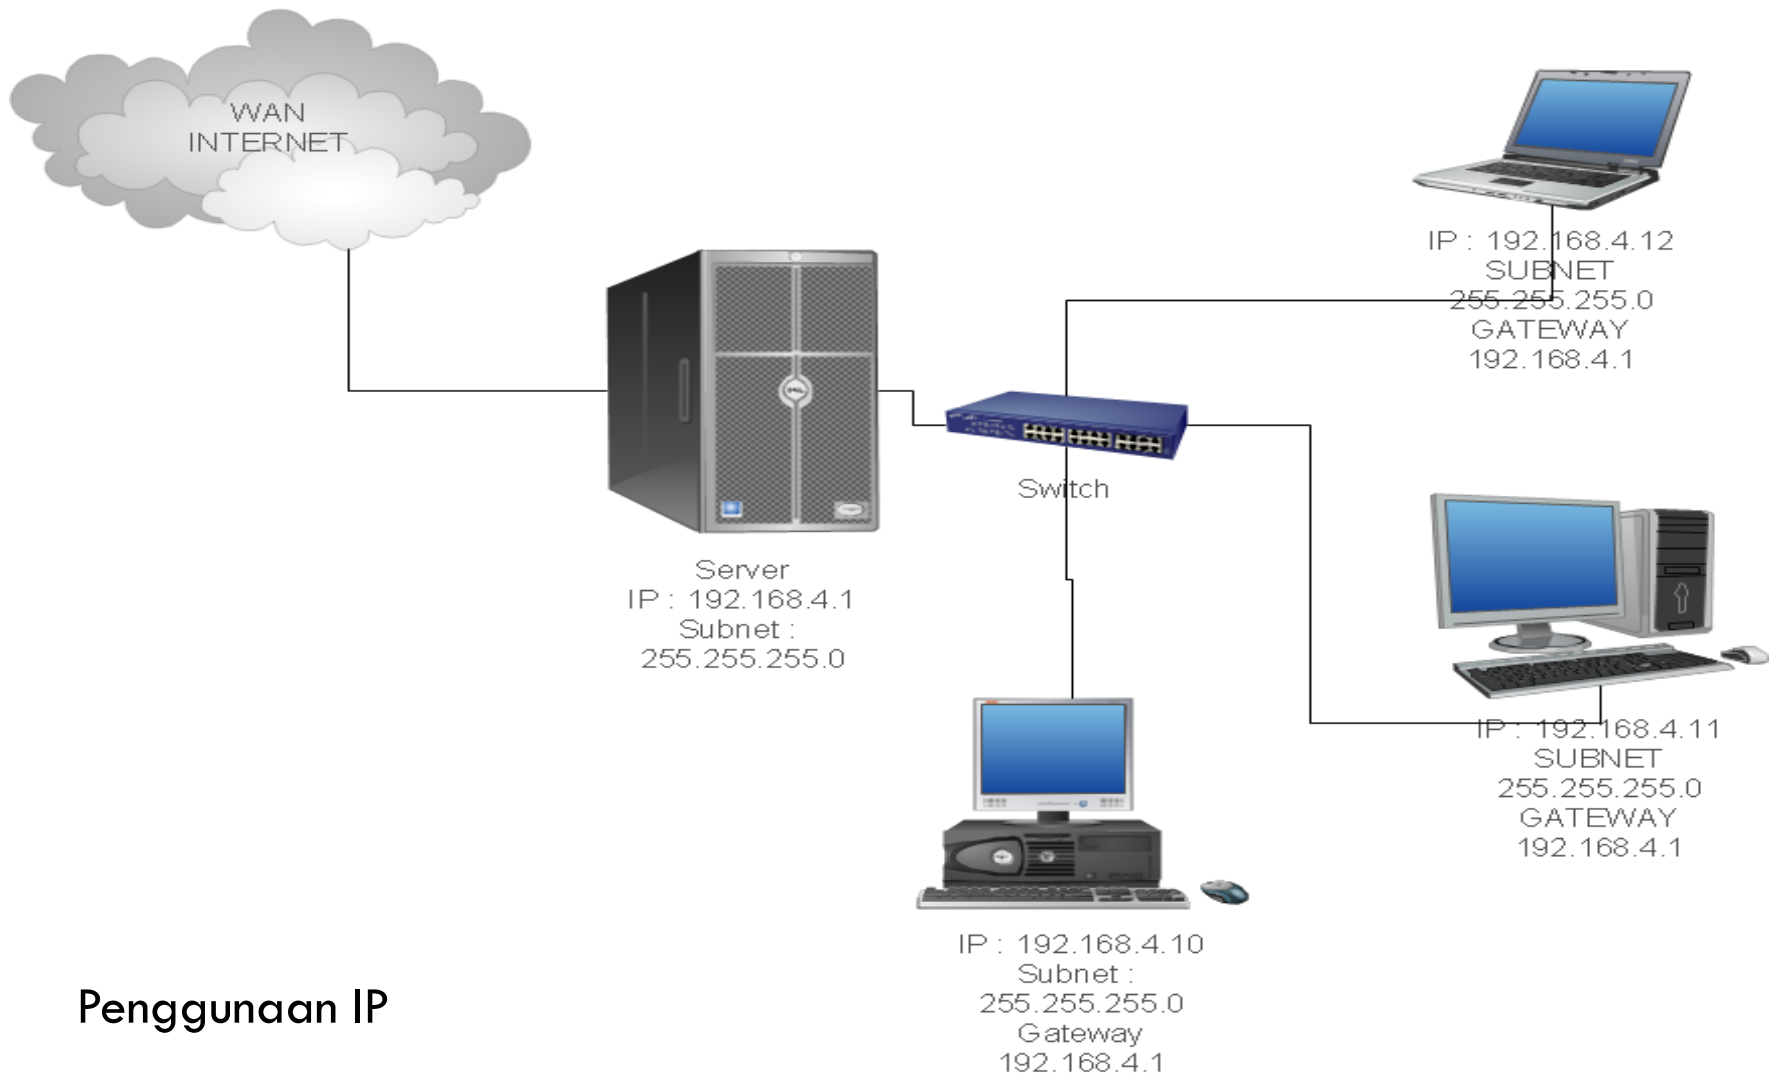 WAN
INTERNET
IP : 192.168.4.12
SUBNET
255.255.255.0
GATEWAY
192.168.4.1
Switch
Server
IP : 192.168.4.1
Subnet :
255.255.255.0
IP : 192.168.4.11
SUBNET
255.255.255.0
GATEWAY
192.168.4.1
IP : 192.168.4.10
Subnet :
255.255.255.0
Gateway
192.168.4.1
Penggunaan IP